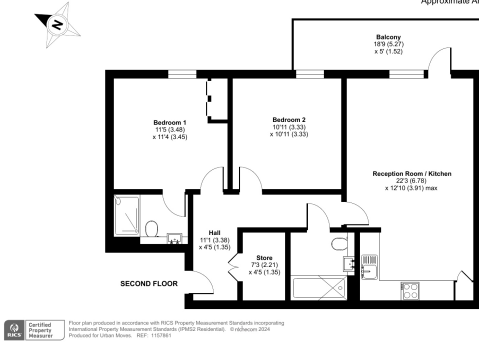 Approximate A
N
Balcony
18'9 (5.27)
x 5' (1.52)
Bedroom 1
11'5 (3.48)
x 11'4 (3.45)
Bedroom 2
10'11 (3.33)
x 10'11 (3.33)
Reception Room / Kitchen
22'3 (6.78)
x 12'10 (3.91) max
Hall
11'1 (3.38)
x 4'5 (1.35)
Store
7'3 (2.21)
x 4'5 (1.35)
SECOND FLOOR
RICS
Certified
Property
Measurer
Floor plan produced in accordance with RICS Property Measurement Standards incorporating
International Property Measurement Standards (IPMS2 Residential). © nichecom 2024
Produced for Urban Moves. REF: 1157861